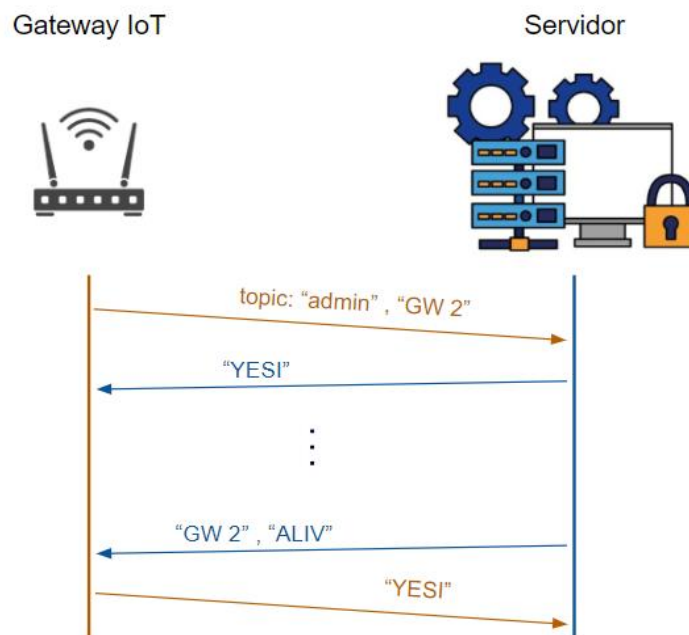 Gateway IoT
Servidor
topic: “admin” , “GW 2”
“YESI”
“GW 2” , “ALIV”
“YESI”